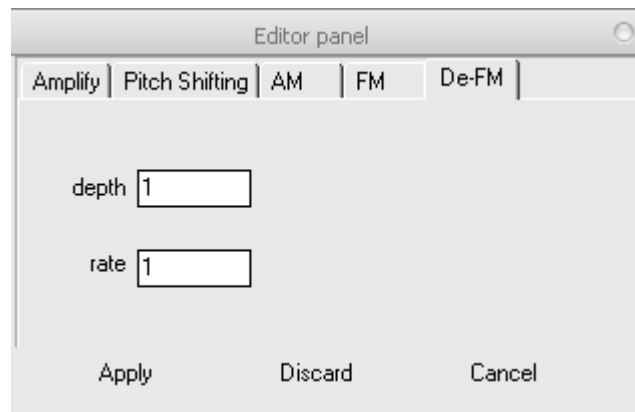 Editor panel
Amplify Pitch Shifting AM FM De-FM
depth 1
rate 1
Apply Discard Cancel